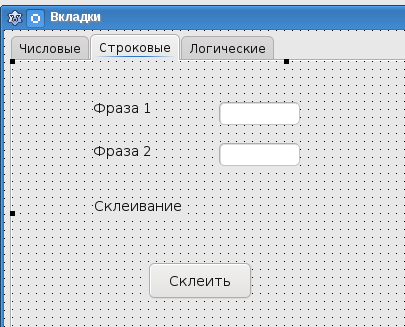 Вкладки
Числовые Строковые Логические
Фраза 1
Фраза 2
Склеивание
Склеить